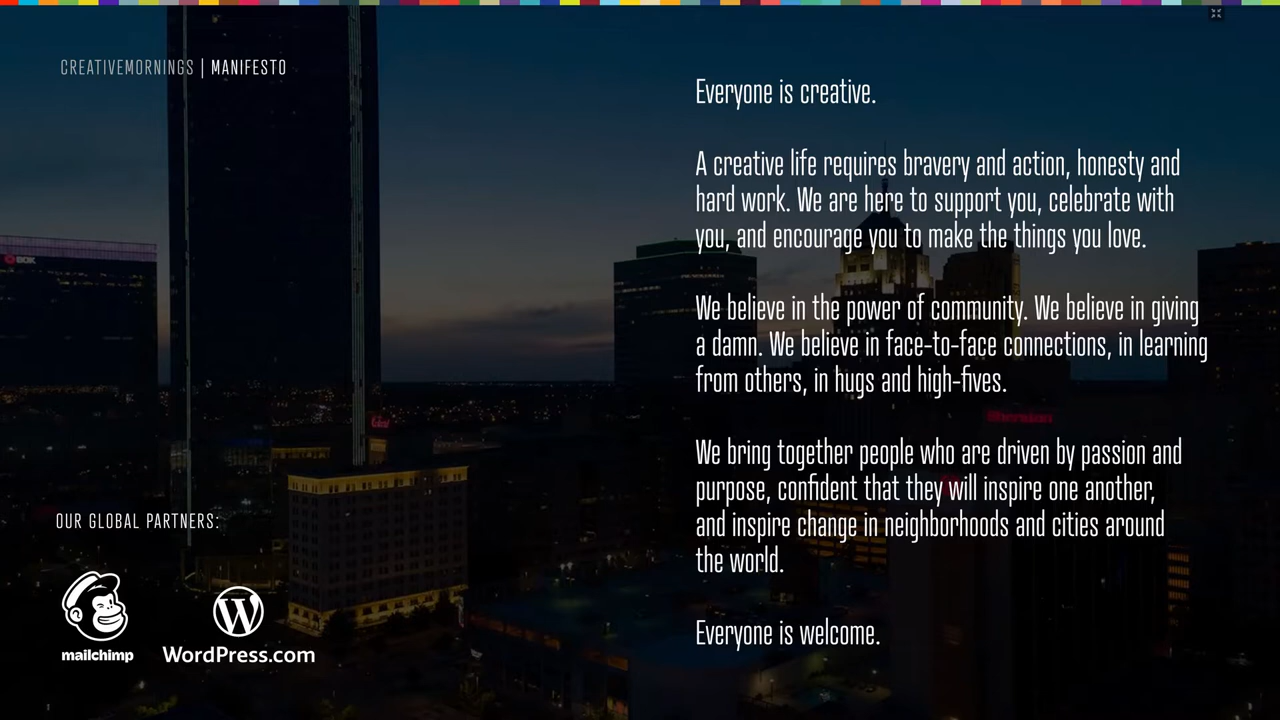 CREATIVEMORNINGS | MANIFESTO
Everyone is creative.
A creative life requires bravery and action, honesty and
hard work. We are here to support you, celebrate with
you, and encourage you to make the things you love.
We believe in the power of community. We believe in giving
a damn. We believe in face-to-face connections, in learning
from others, in hugs and high-fives.
We bring together people who are driven by passion and
purpose, confident that they will inspire one another,
and inspire change in neighborhoods and cities around
the world.
Everyone is welcome.
BOK
OUR GLOBAL PARTNERS:
mailchimp
WordPress.com